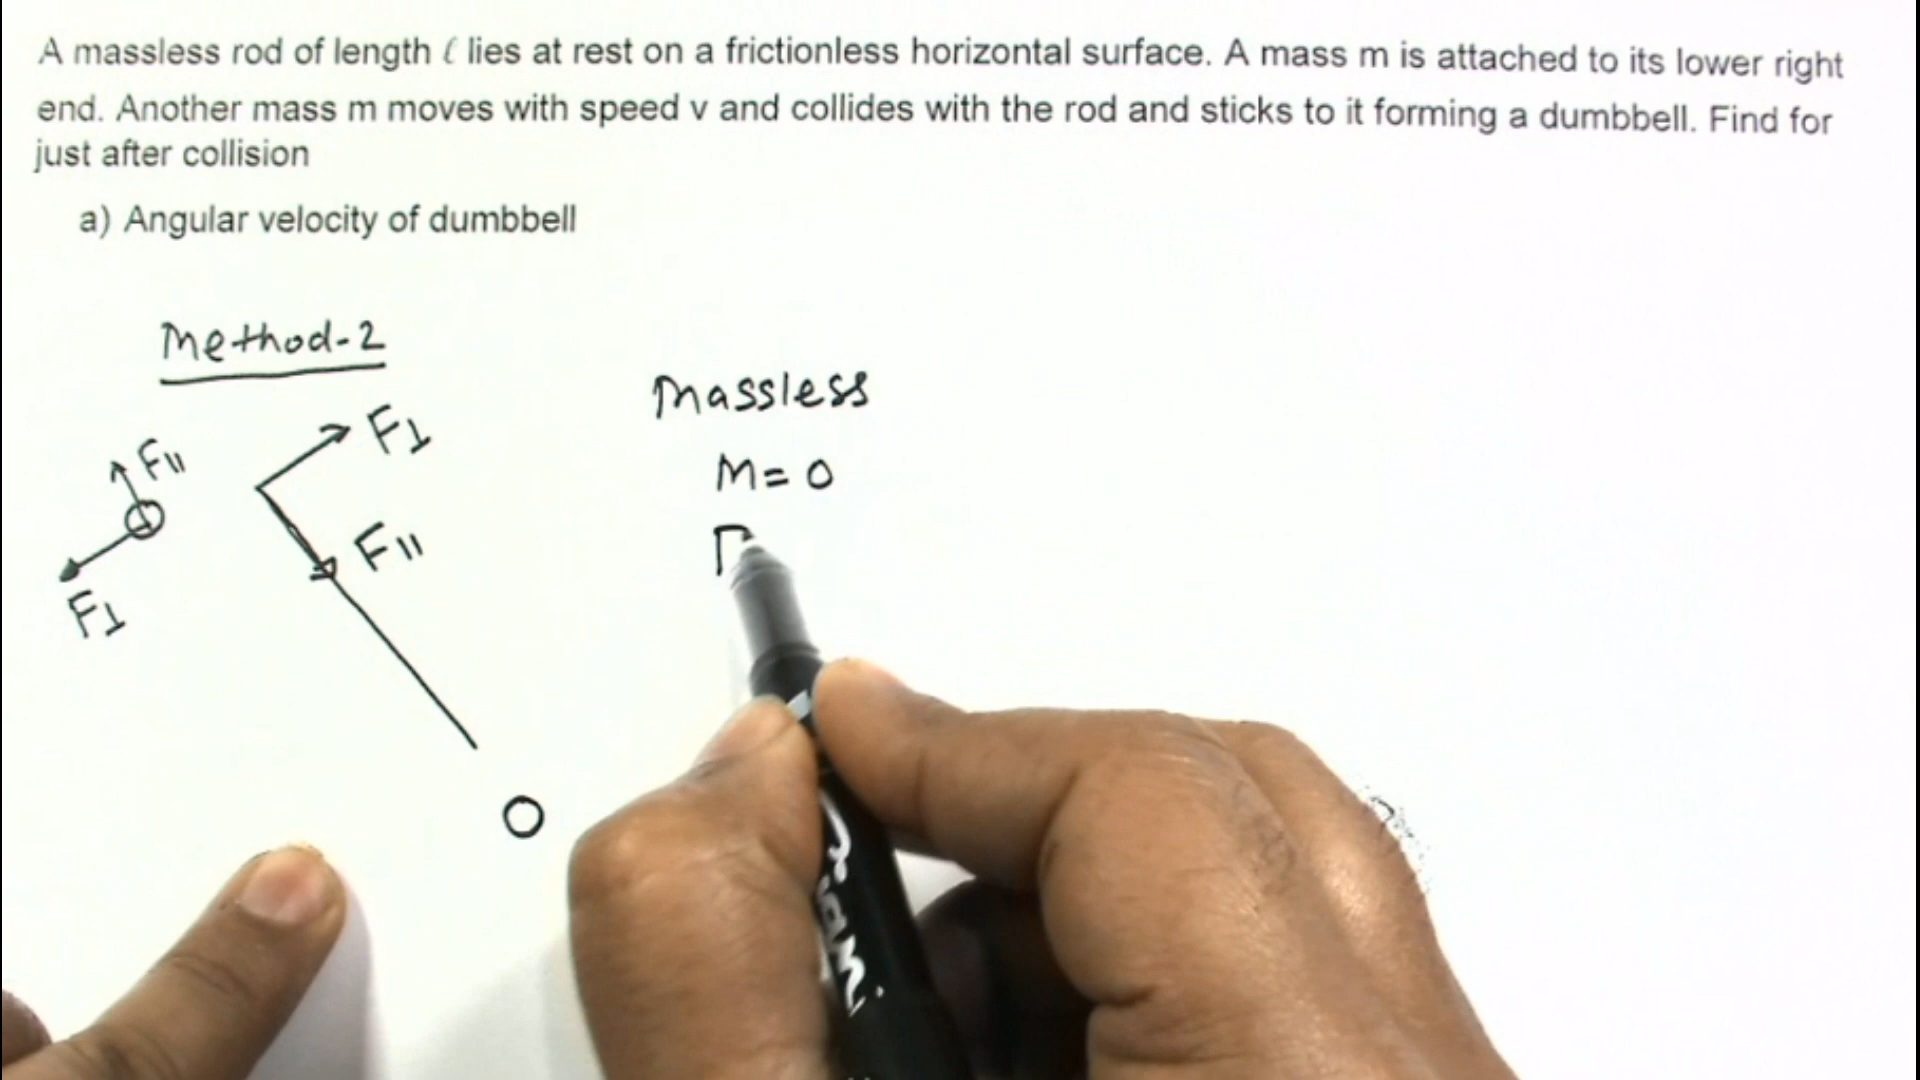 A massless rod of length ℓ lies at rest on a frictionless horizontal surface. A mass m is attached to its lower right
end. Another mass m moves with speed v and collides with the rod and sticks to it forming a dumbbell. Find for
just after collision
a) Angular velocity of dumbbell
Method-2
F⊥
F||
F||
F⊥
Massless
M = 0